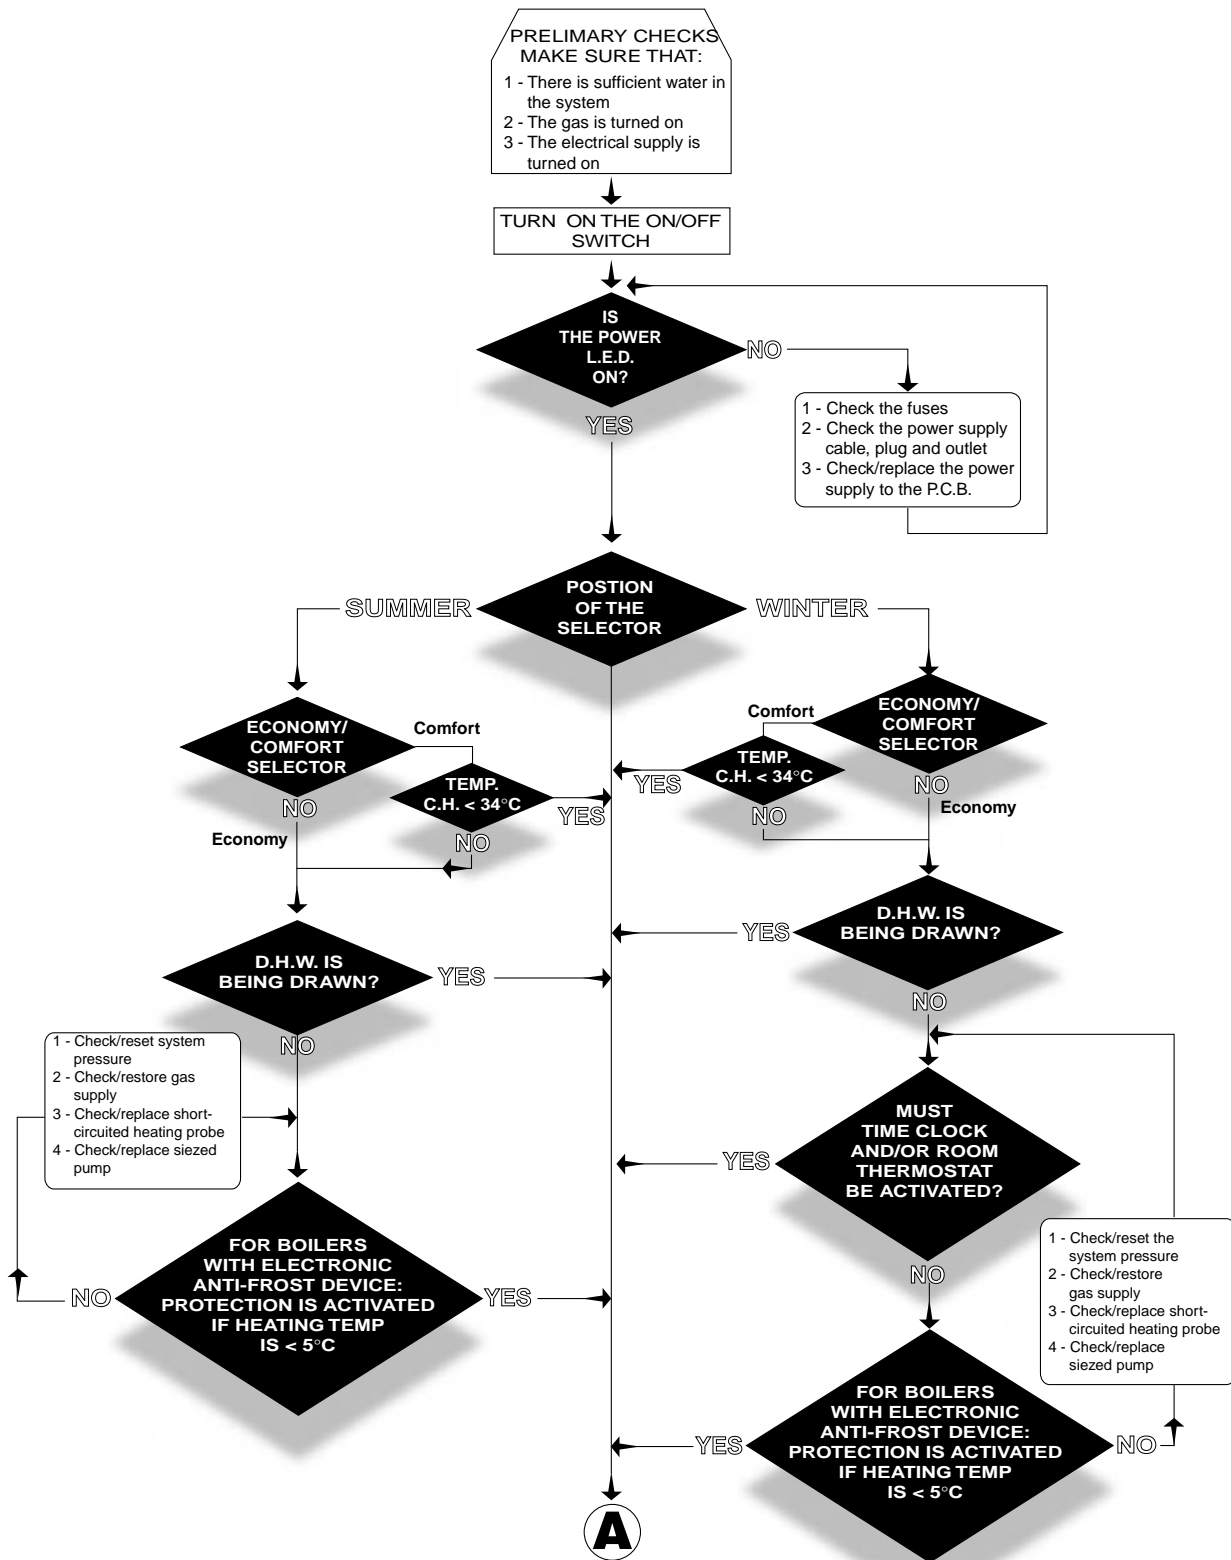 PRELIMARY CHECKS
MAKE SURE THAT:
1 - There is sufficient water in
the system
2 - The gas is turned on
3 - The electrical supply is
turned on
TURN ON THE ON/OFF
SWITCH
IS
THE POWER
L.E.D.
ON?
NO
YES
1 - Check the fuses
2 - Check the power supply
cable, plug and outlet
3 - Check/replace the power
supply to the P.C.B.
SUMMER
POSTION
OF THE
SELECTOR
WINTER
ECONOMY/
COMFORT
SELECTOR
Comfort
TEMP.
C.H. < 34°C
YES
NO
Economy
NO
Comfort
ECONOMY/
COMFORT
SELECTOR
TEMP.
C.H. < 34°C
YES
NO
NO
Economy
D.H.W. IS
BEING DRAWN?
YES
NO
D.H.W. IS
BEING DRAWN?
YES
NO
1 - Check/reset system
pressure
2 - Check/restore gas
supply
3 - Check/replace short-
circuited heating probe
4 - Check/replace siezed
pump
MUST
TIME CLOCK
AND/OR ROOM
THERMOSTAT
BE ACTIVATED?
YES
NO
FOR BOILERS
WITH ELECTRONIC
ANTI-FROST DEVICE:
PROTECTION IS ACTIVATED
IF HEATING TEMP
IS < 5°C
NO
YES
1 - Check/reset the
system pressure
2 - Check/restore
gas supply
3 - Check/replace short-
circuited heating probe
4 - Check/replace
siezed pump
FOR BOILERS
WITH ELECTRONIC
ANTI-FROST DEVICE:
PROTECTION IS ACTIVATED
IF HEATING TEMP
IS < 5°C
YES
NO
A